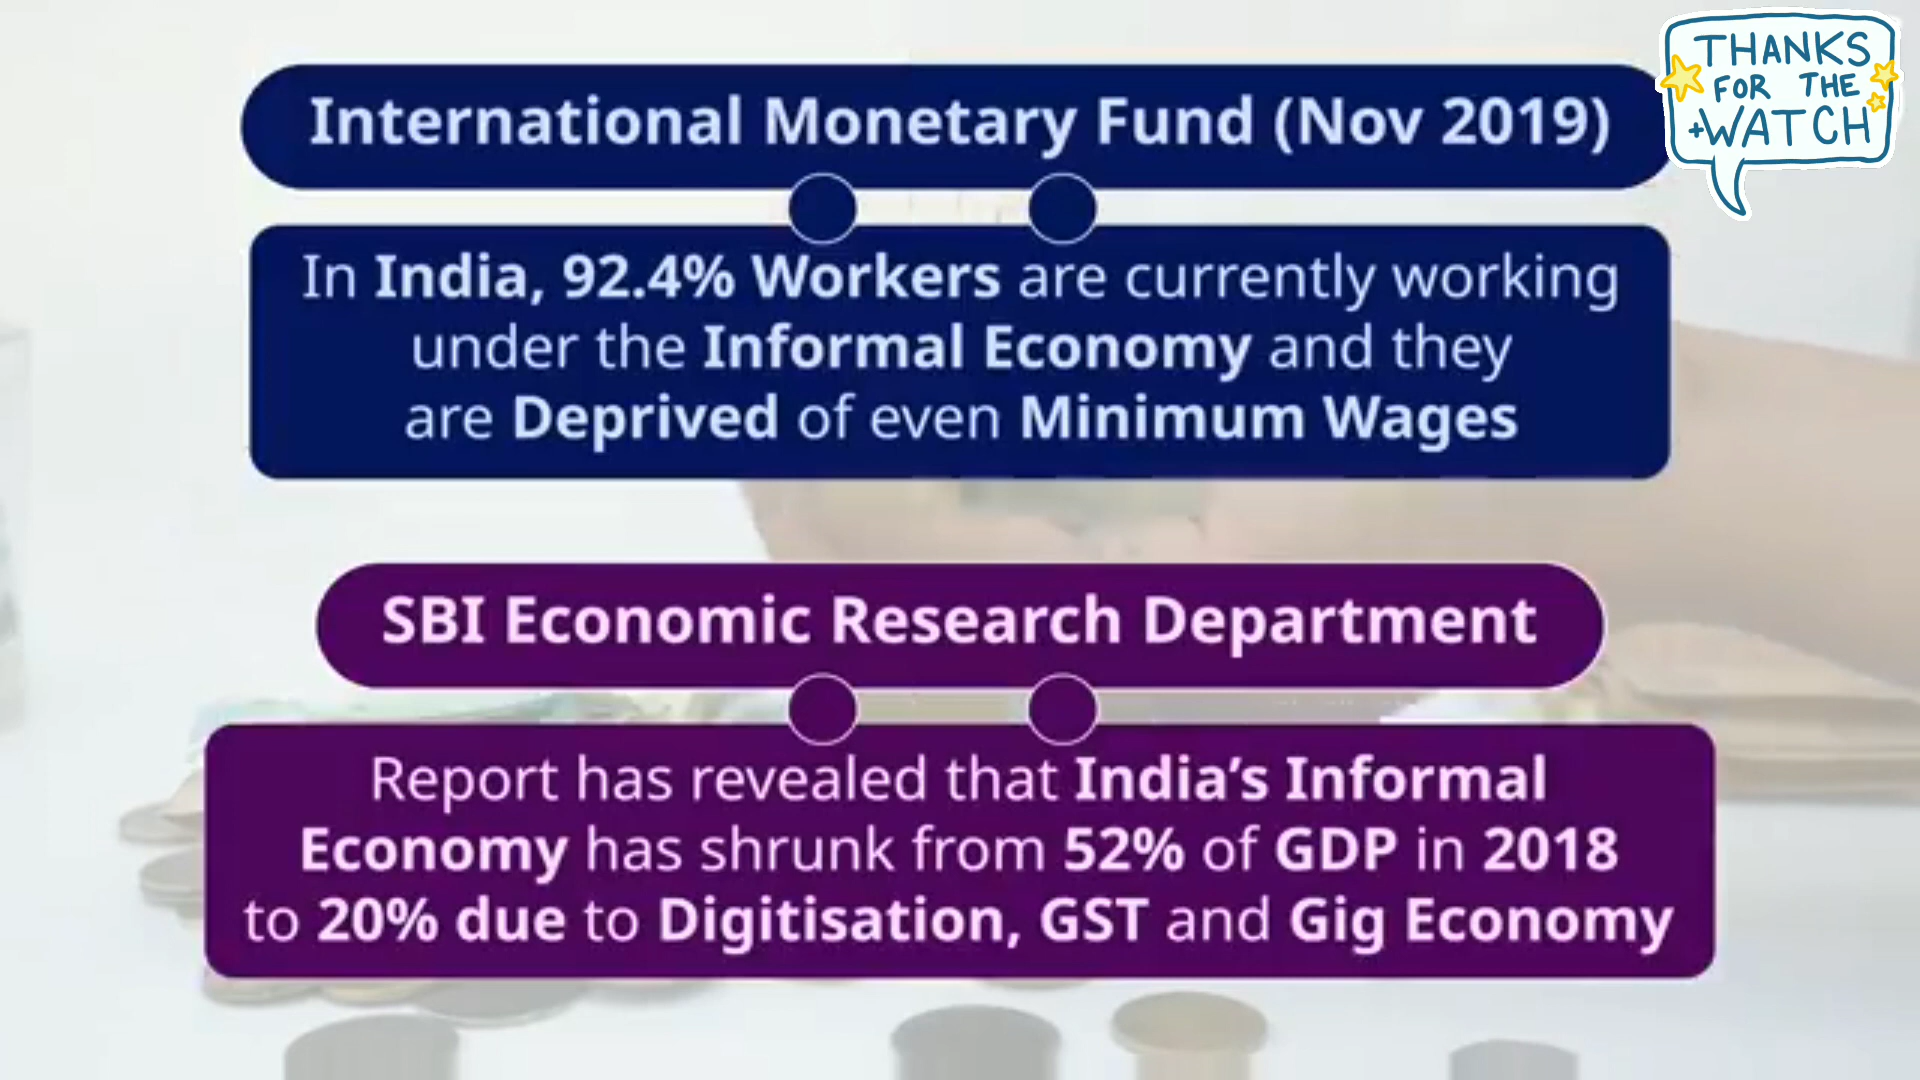 THANKS
FOR THE
WATCH
International Monetary Fund (Nov 2019)
In India, 92.4% Workers are currently working
under the Informal Economy and they
are Deprived of even Minimum Wages
SBI Economic Research Department
Report has revealed that India’s Informal
Economy has shrunk from 52% of GDP in 2018
to 20% due to Digitisation, GST and Gig Economy